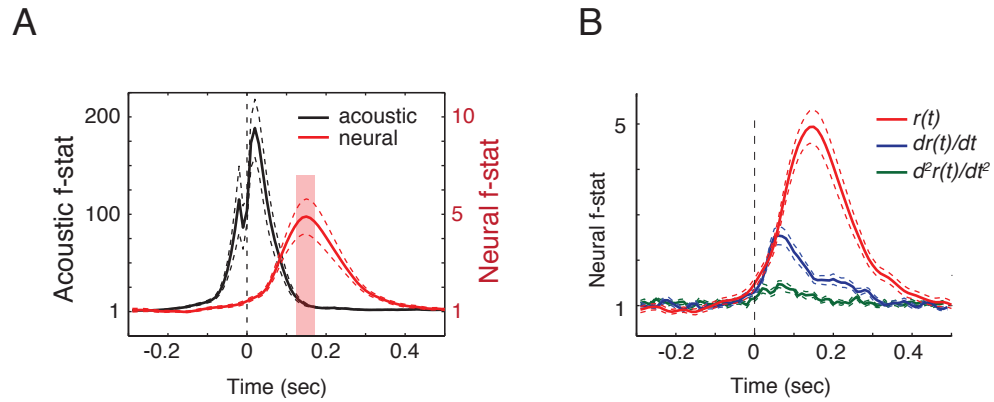 A
Acoustic f-stat
200
100
1
acoustic
neural
10
5
1
Neural f-stat
-0.2 0 0.2 0.4
Time (sec)
B
Neural f-stat
5
1
r(t)
dr(t)/dt
d²r(t)/dt²
-0.2 0 0.2 0.4
Time (sec)